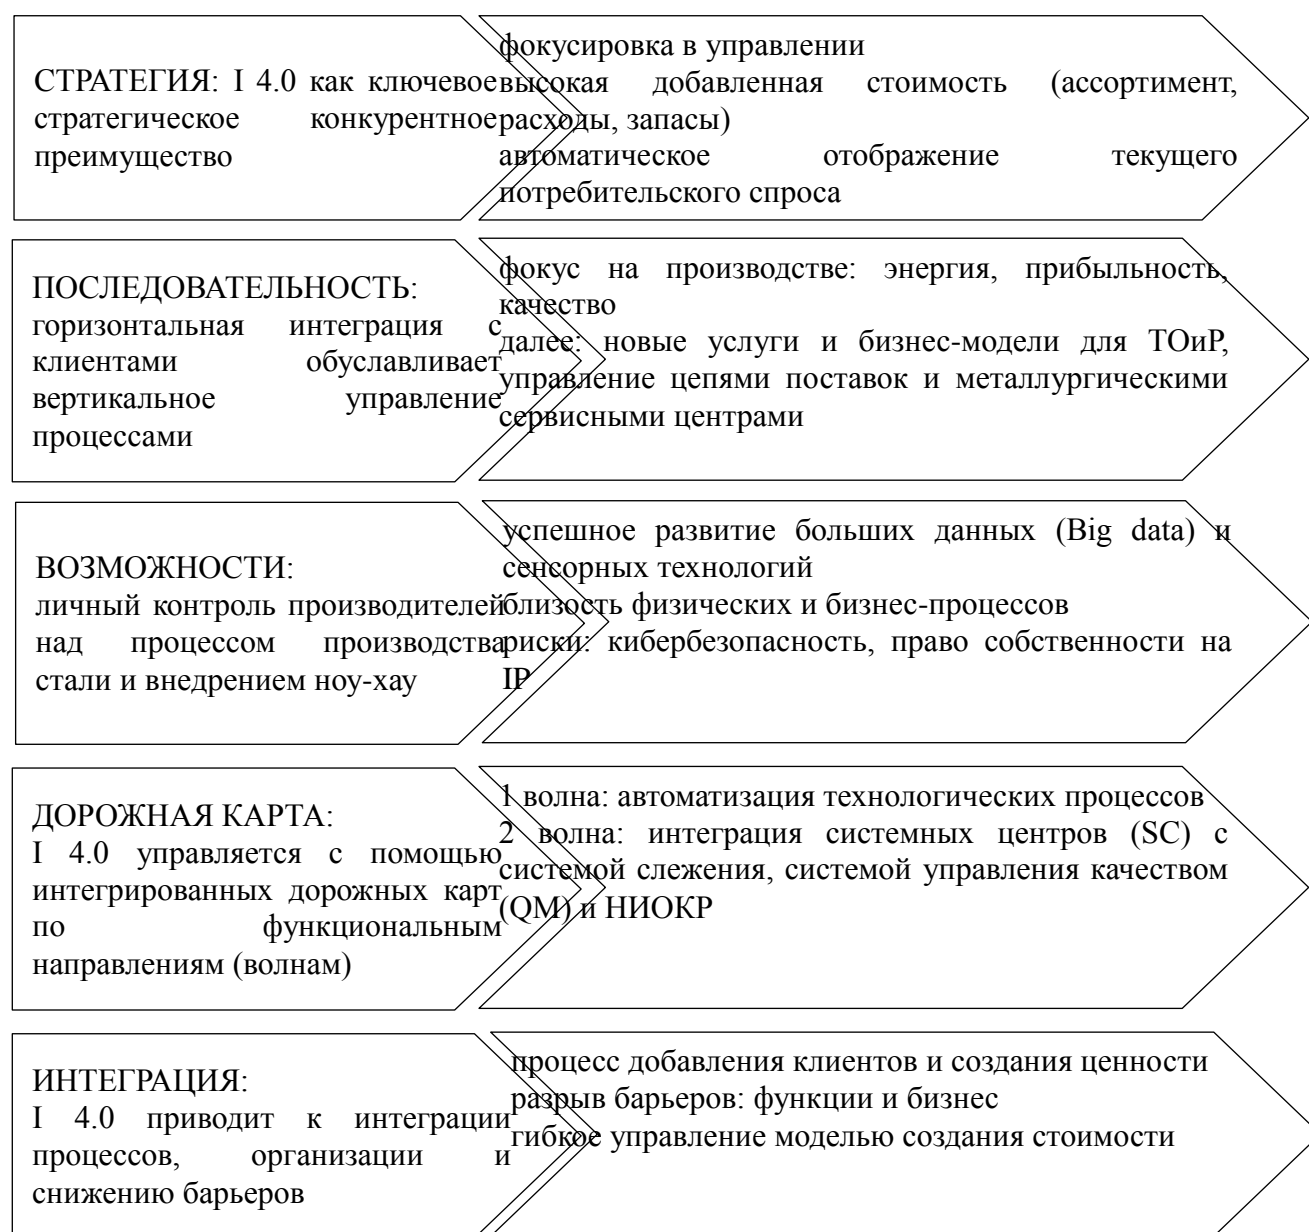 СТРАТЕГИЯ: I 4.0 как ключевое
стратегическое конкурентное
преимущество
фокусировка в управлении
высокая добавленная стоимость (ассортимент,
расходы, запасы)
автоматическое отображение текущего
потребительского спроса
ПОСЛЕДОВАТЕЛЬНОСТЬ:
горизонтальная интеграция с
клиентами обуславливает
вертикальное управление
процессами
фокус на производстве: энергия, прибыльность,
качество
далее: новые услуги и бизнес-модели для ТОиР,
управление цепями поставок и металлургическими
сервисными центрами
ВОЗМОЖНОСТИ:
личный контроль производителей
над процессом производства
стали и внедрением ноу-хау
успешное развитие больших данных (Big data) и
сенсорных технологий
близость физических и бизнес-процессов
риски: кибербезопасность, право собственности на
IP
ДОРОЖНАЯ КАРТА:
I 4.0 управляется с помощью
интегрированных дорожных карт
по функциональным
направлениям (волнам)
1 волна: автоматизация технологических процессов
2 волна: интеграция системных центров (SC) с
системой слежения, системой управления качеством
(QM) и НИОКР
ИНТЕГРАЦИЯ:
I 4.0 приводит к интеграции
процессов, организации и
снижению барьеров
процесс добавления клиентов и создания ценности
разрыв барьеров: функции и бизнес
гибкое управление моделью создания стоимости